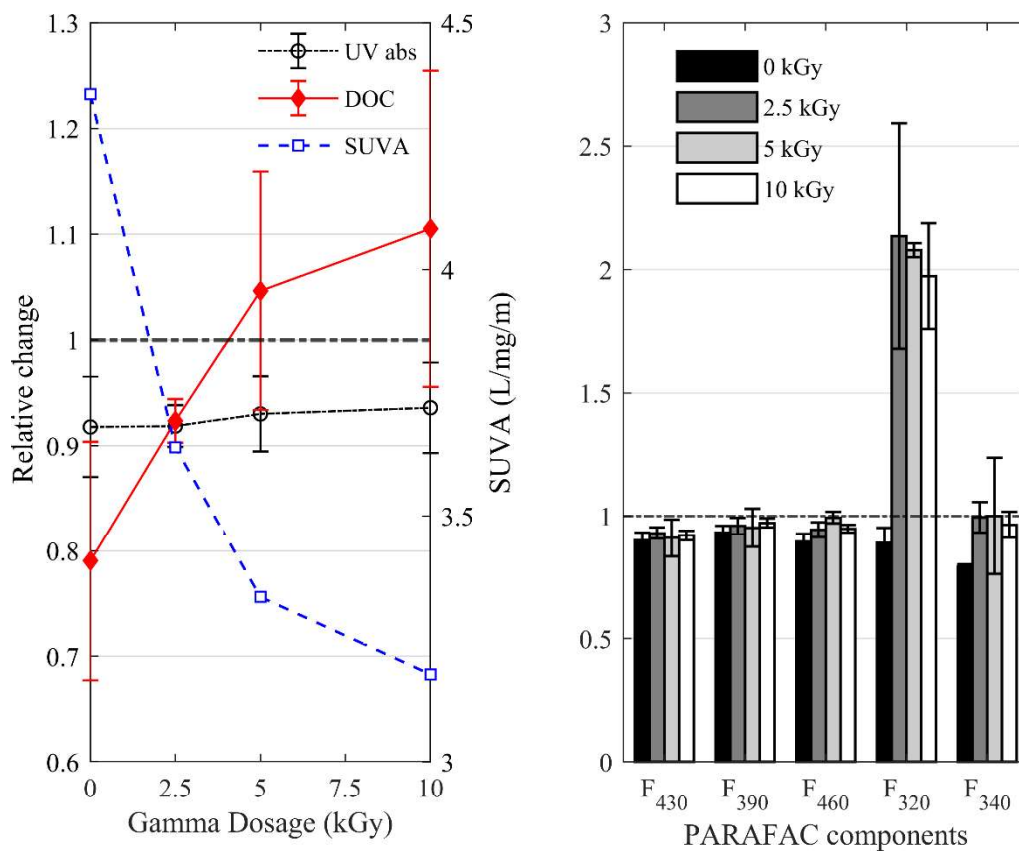 1.3
1.2
1.1
1
0.9
0.8
0.7
0.6
Relative change
UV abs
DOC
SUVA
4.5
4
3.5
3
SUVA (L/mg/m)
0
2.5
5
7.5
10
Gamma Dosage (kGy)
3
2.5
2
1.5
1
0.5
0
0 kGy
2.5 kGy
5 kGy
10 kGy
F430
F390
F460
F320
F340
PARAFAC components